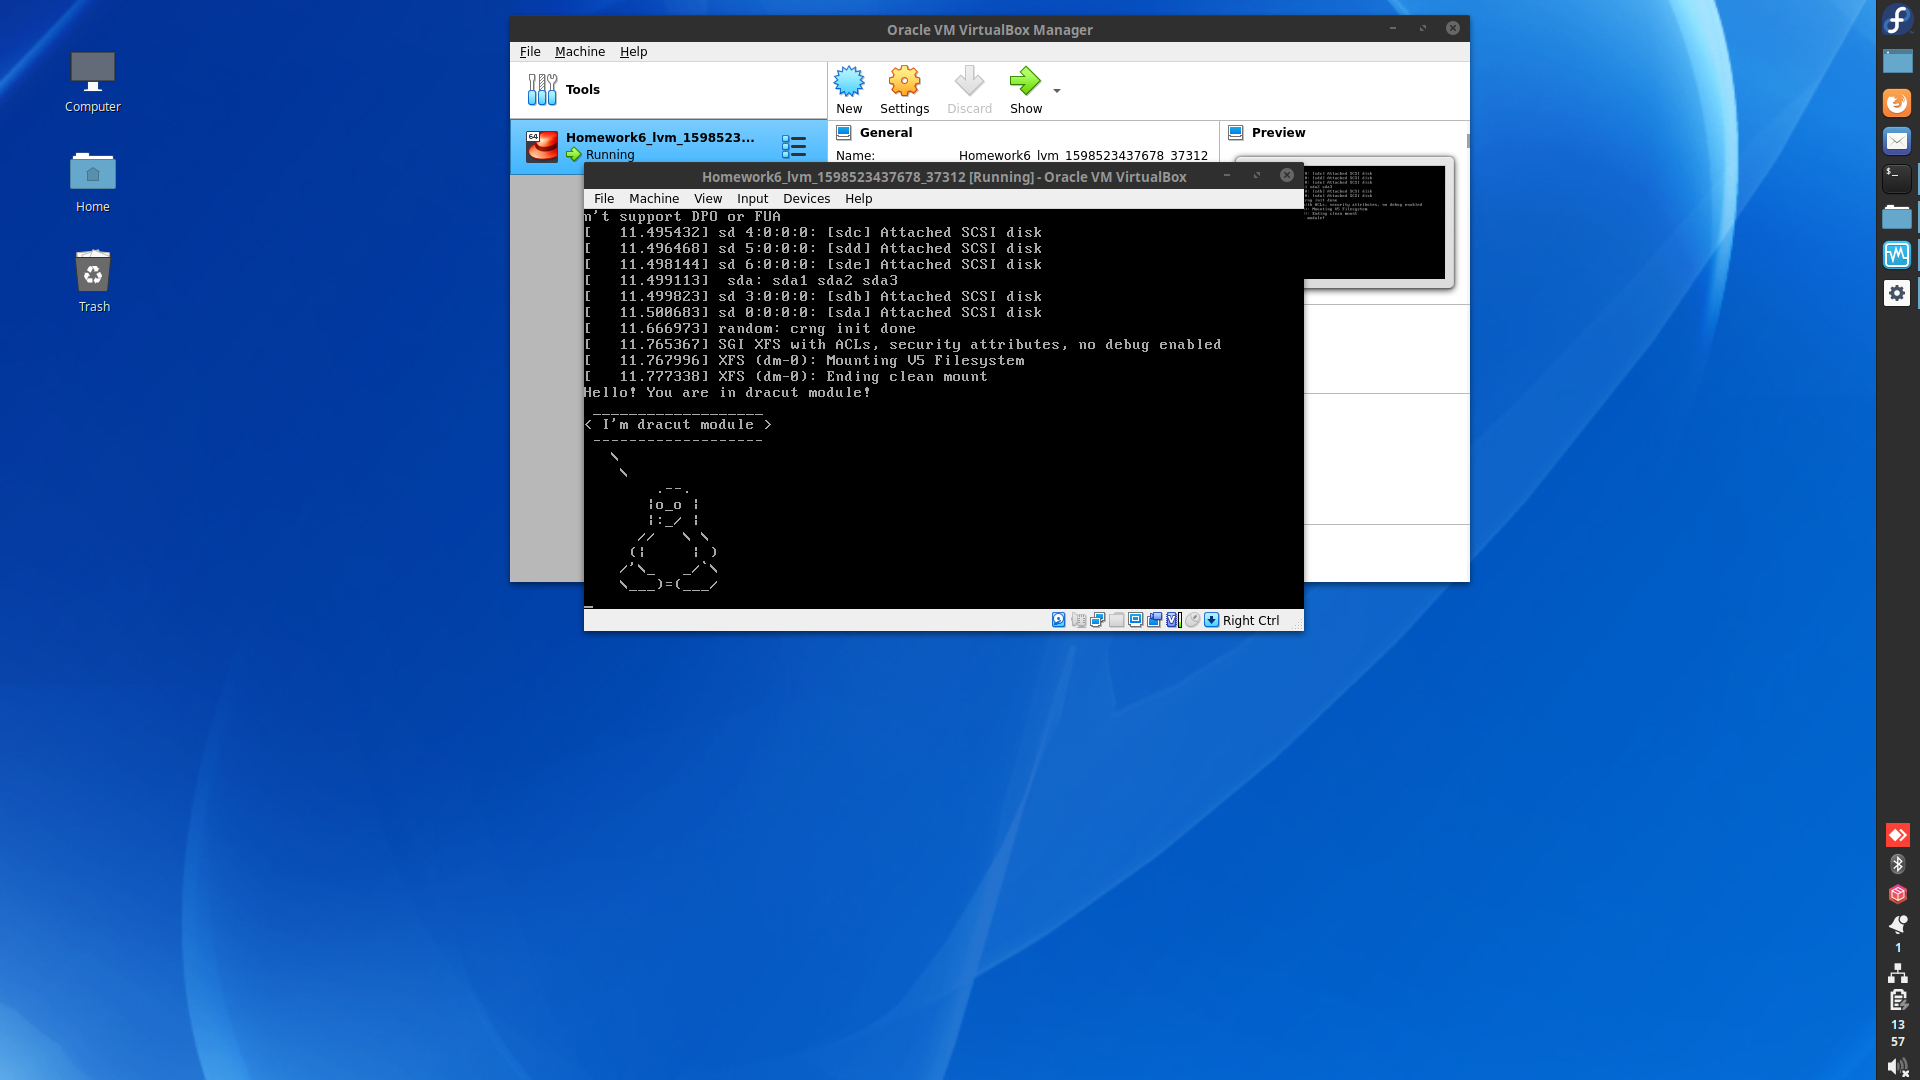 Computer
Home
Trash
Oracle VM VirtualBox Manager
File Machine Help
Tools
New Settings Discard Show
64
Homework6_lvm_1598523...
Running
General
Preview
Name: Homework6_lvm_1598523437678_37312
Homework6_lvm_1598523437678_37312 [Running] - Oracle VM VirtualBox
File Machine View Input Devices Help
n't support DPO or FUA
[   11.495432] sd 4:0:0:0: [sdc] Attached SCSI disk
[   11.496468] sd 5:0:0:0: [sdd] Attached SCSI disk
[   11.498144] sd 6:0:0:0: [sde] Attached SCSI disk
[   11.499113]  sda: sda1 sda2 sda3
[   11.499823] sd 3:0:0:0: [sdb] Attached SCSI disk
[   11.500683] sd 0:0:0:0: [sda] Attached SCSI disk
[   11.666973] random: crng init done
[   11.765367] SGI XFS with ACLs, security attributes, no debug enabled
[   11.767996] XFS (dm-0): Mounting V5 Filesystem
[   11.777338] XFS (dm-0): Ending clean mount
Hello! You are in dracut module!
< I'm dracut module >
Right Ctrl
1
13
57